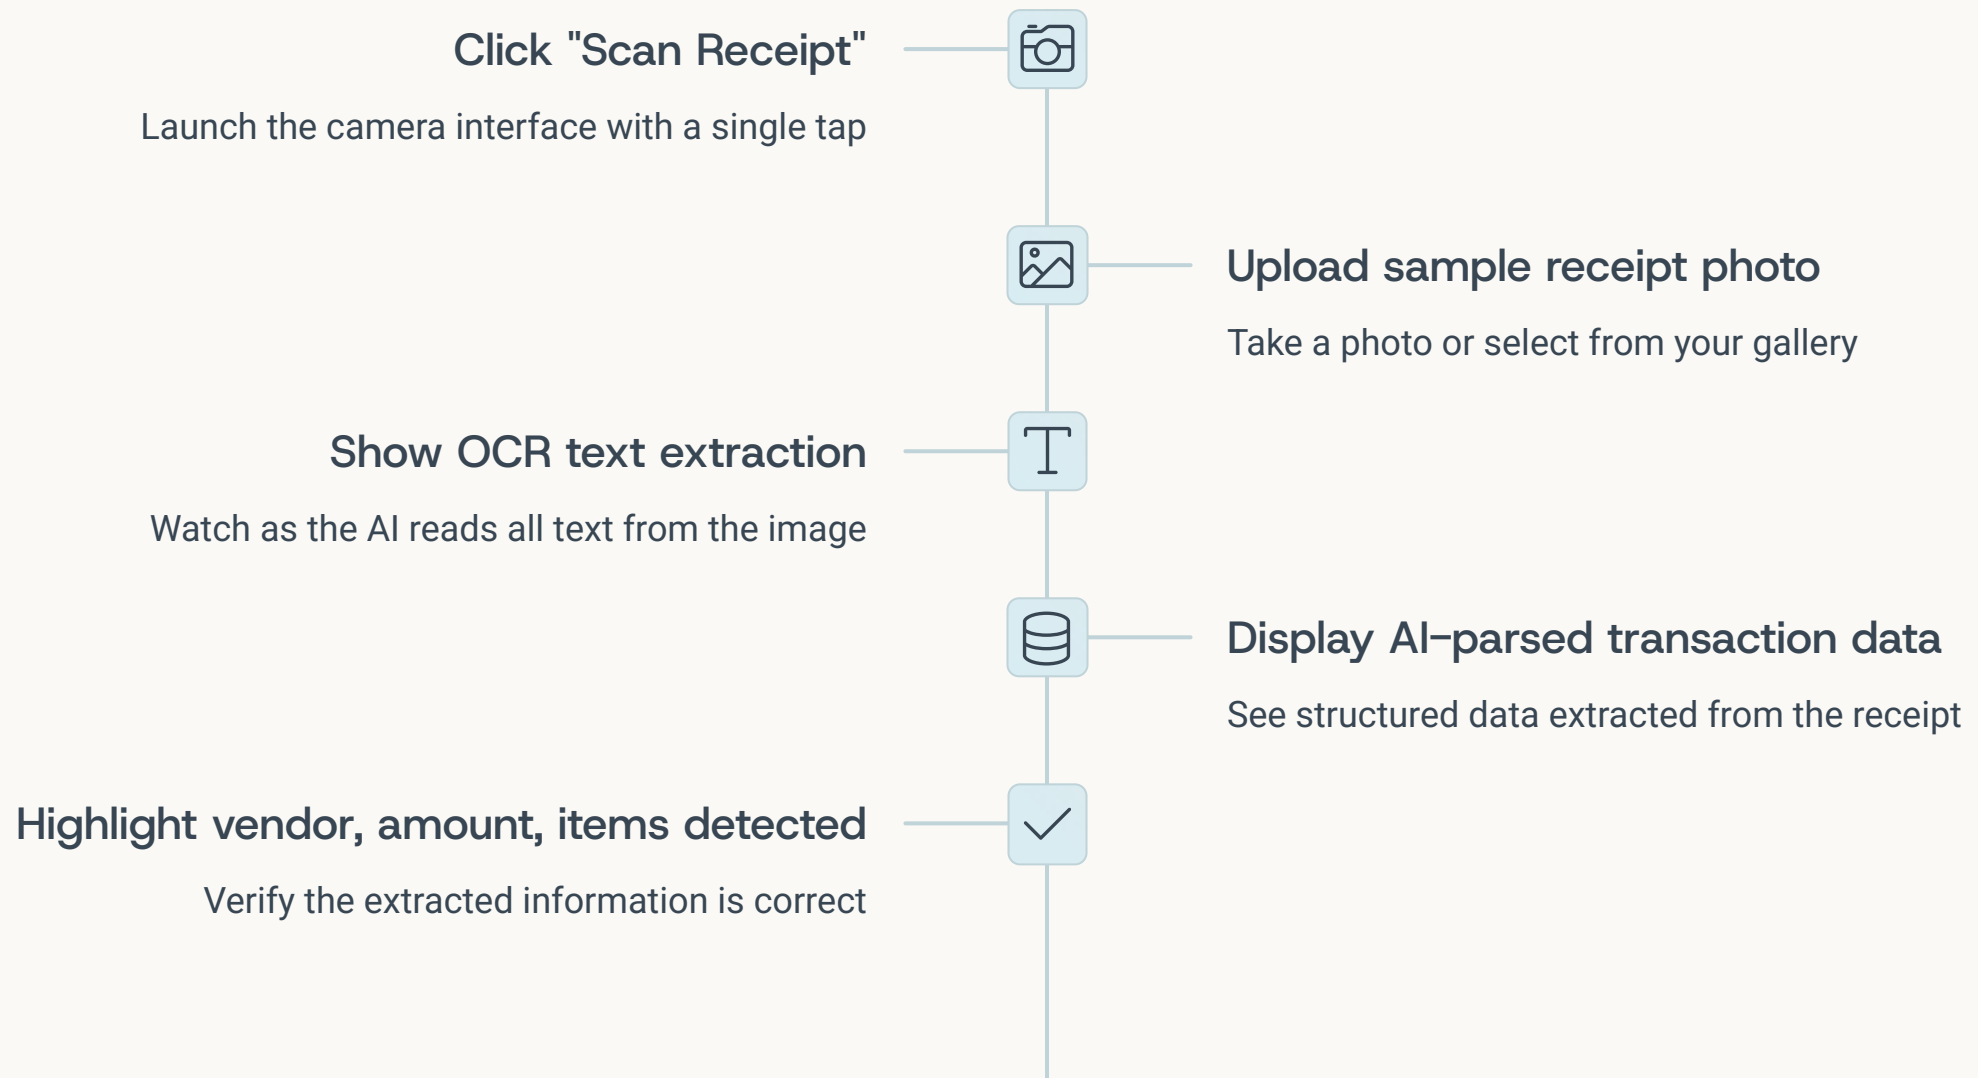 Click "Scan Receipt"
Launch the camera interface with a single tap
Upload sample receipt photo
Take a photo or select from your gallery
Show OCR text extraction
Watch as the AI reads all text from the image
Display AI-parsed transaction data
See structured data extracted from the receipt
Highlight vendor, amount, items detected
Verify the extracted information is correct